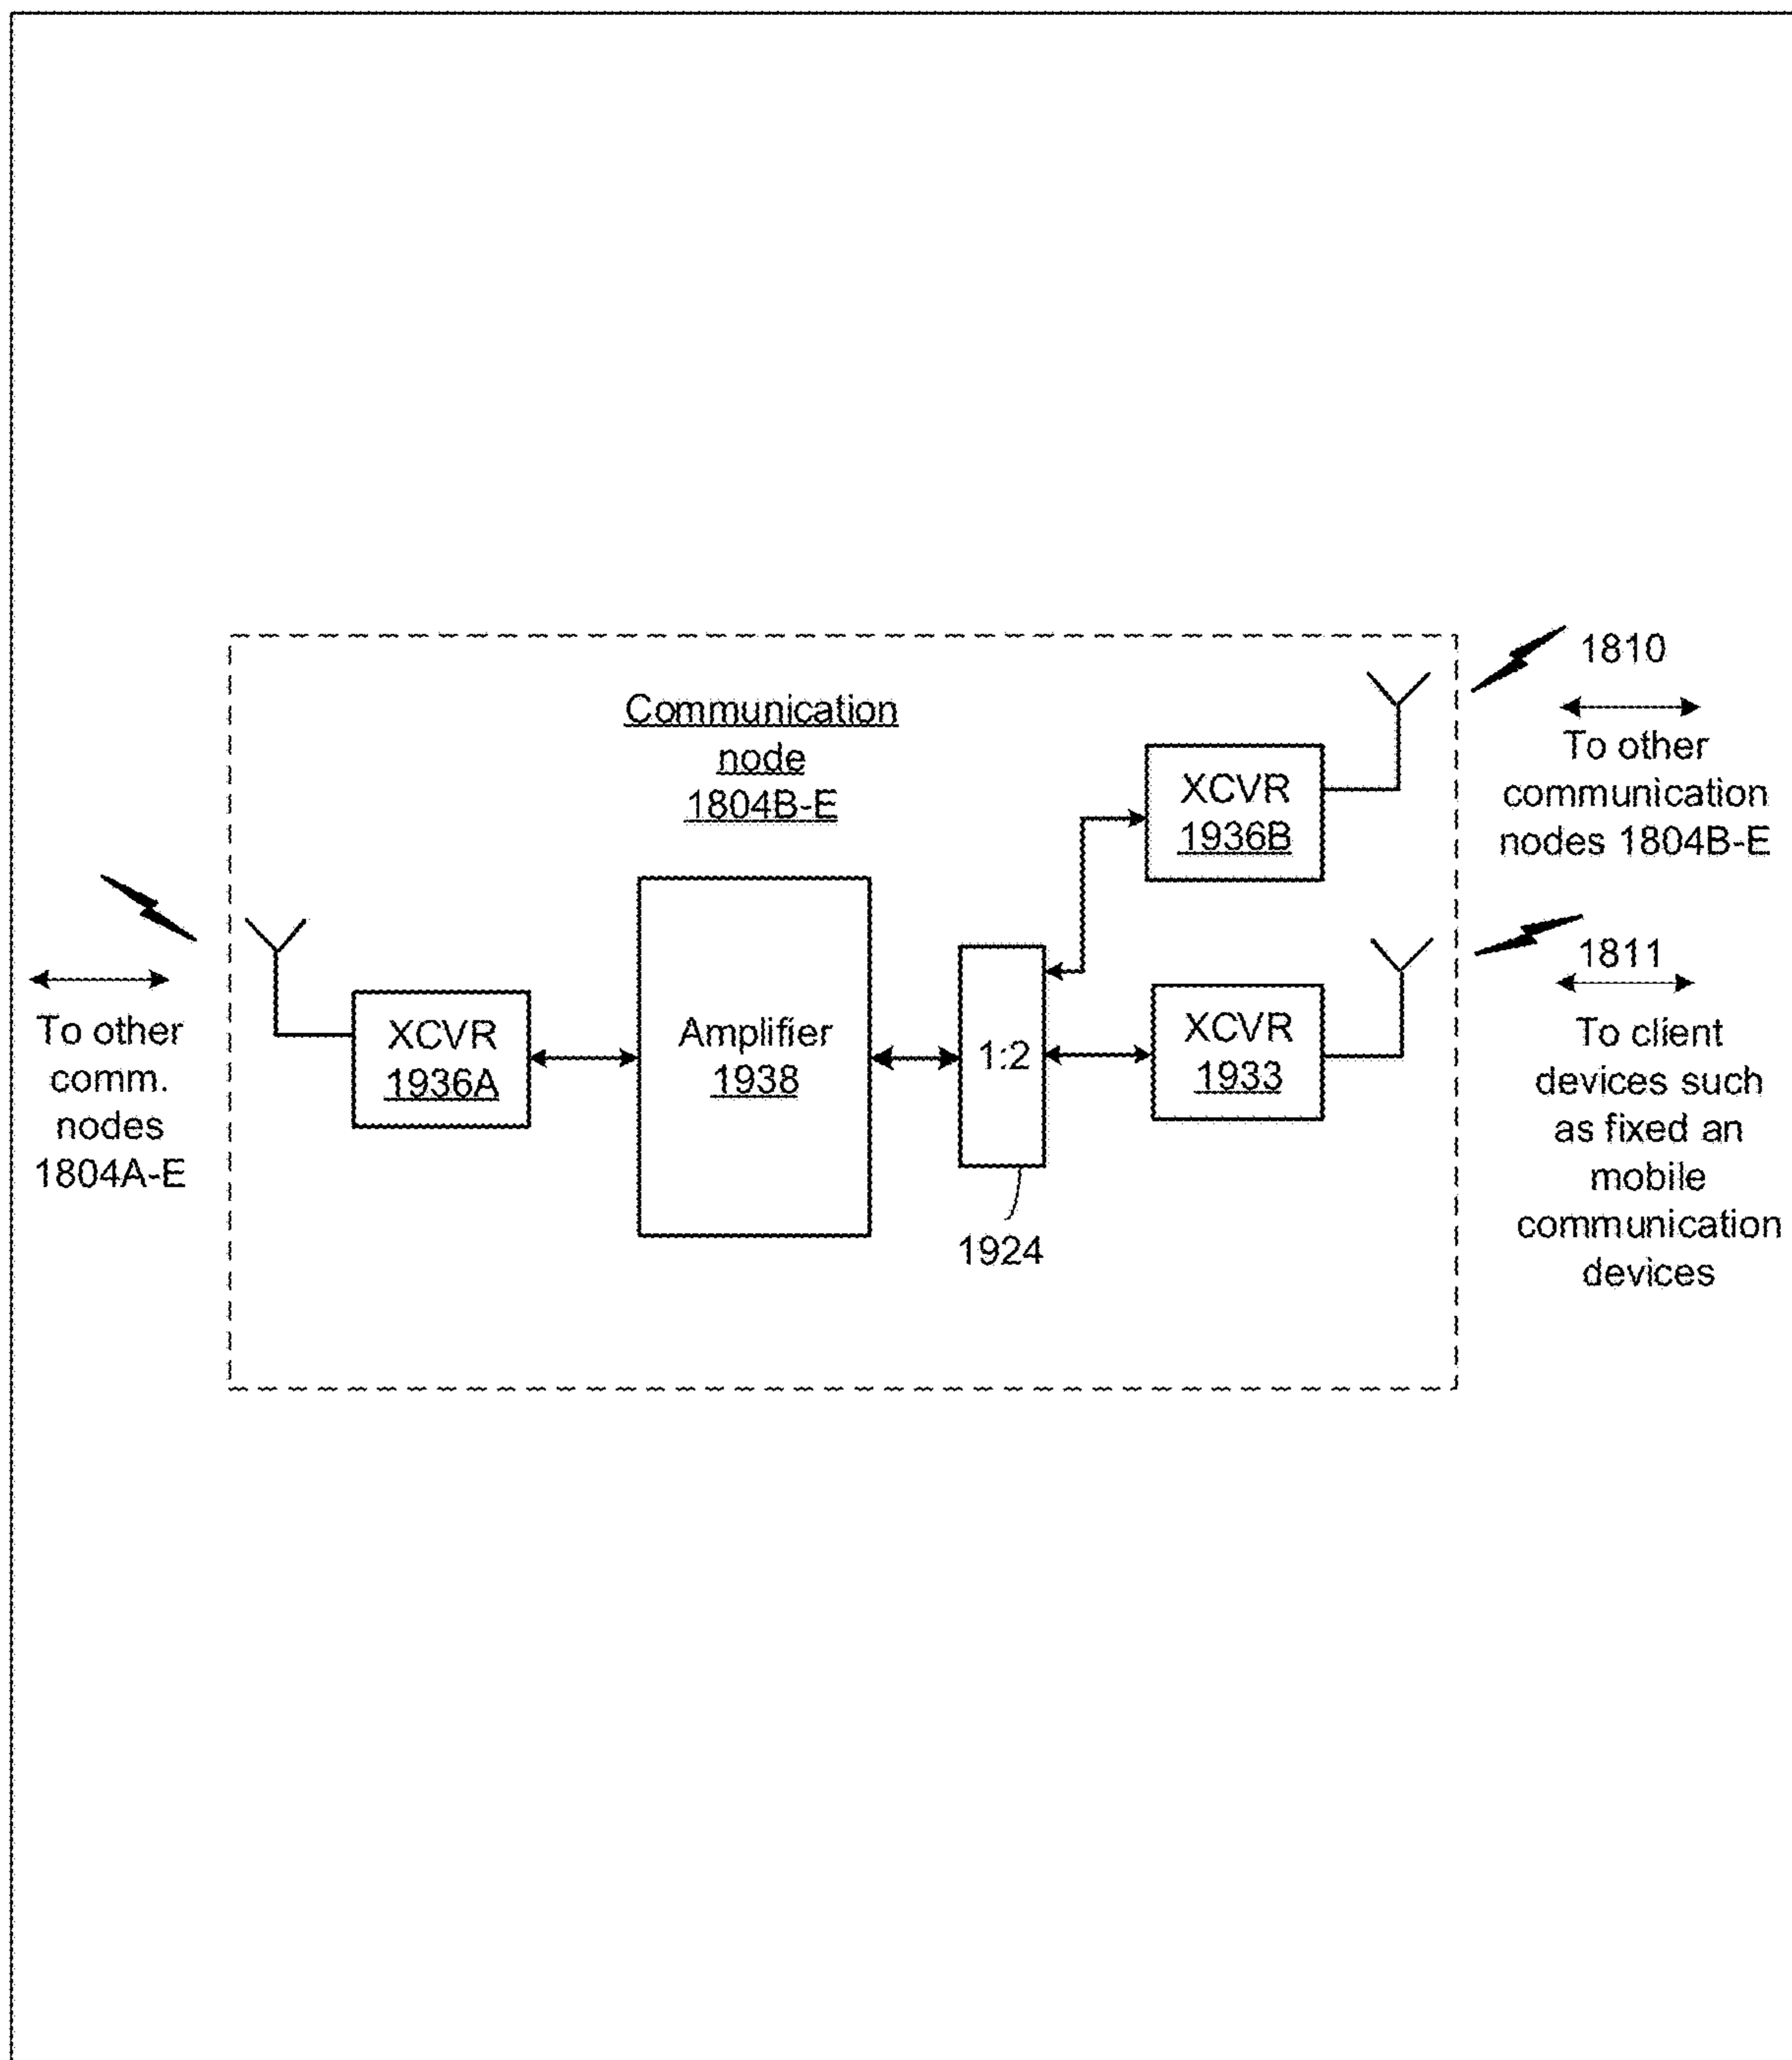 Communication
node
1804B-E
1810
To other
communication
nodes 1804B-E
XCVR
1936B
To other
comm.
nodes
1804A-E
XCVR
1936A
Amplifier
1938
1:2
1924
XCVR
1933
1811
To client
devices such
as fixed an
mobile
communication
devices